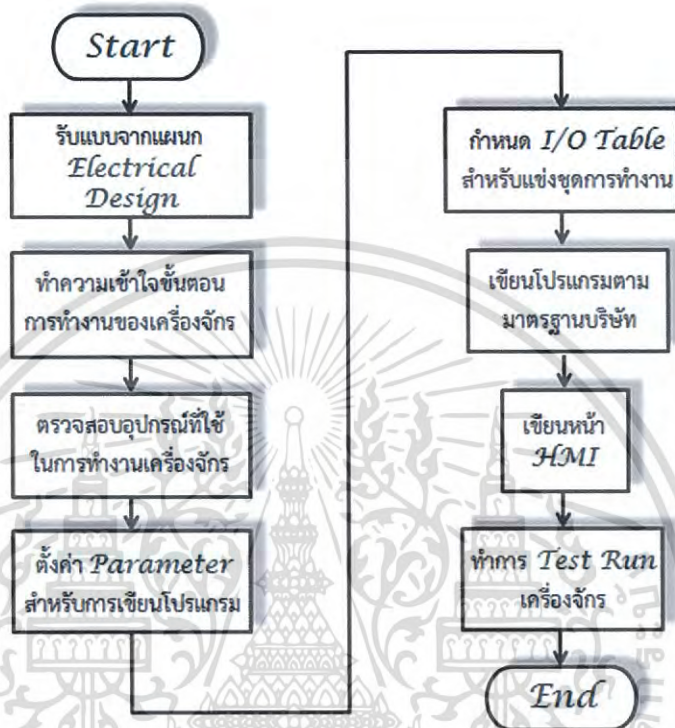 Start
รับแบบจากแผนก
Electrical
Design
ทำความเข้าใจขั้นตอน
การทำงานของเครื่องจักร
ตรวจสอบอุปกรณ์ที่ใช้
ในการทำงานเครื่องจักร
ตั้งค่า Parameter
สำหรับการเขียนโปรแกรม
กำหนด I/O Table
สำหรับแข่งชุดการทำงาน
เขียนโปรแกรมตาม
มาตรฐานบริษัท
เขียนหน้า
HMI
ทำการ Test Run
เครื่องจักร
End